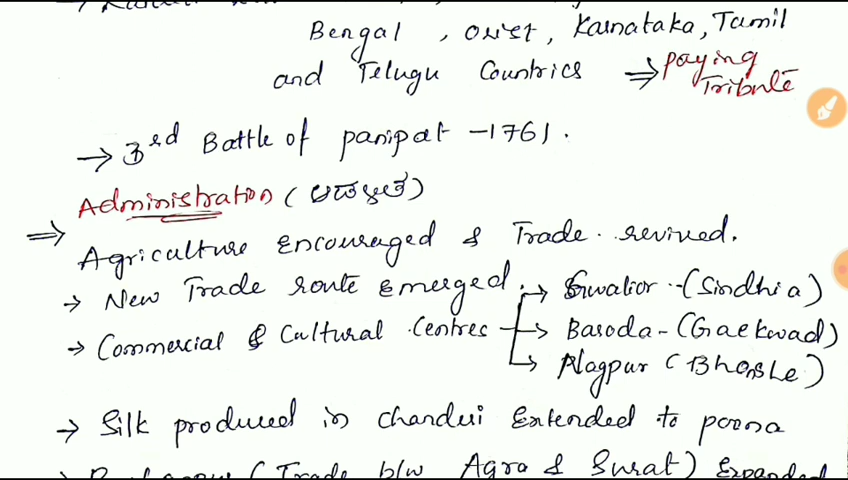 Bengal, orist, Karnataka, Tamil
and Telugu Countries ⇒ paying
Tribute
→ 3rd Battle of panipat -1761.
⇒ Administration (ಆಡಳಿತ)
Agriculture encouraged & Trade revived.
→ New Trade route Emerged.
→ Commercial & Cultural Centres
→ Gwalior -(Sindhia)
→ Baroda -(Gaekwad)
→ Nagpur (Bhonsle)
→ Silk produced in chanderi Extended to poona
(Trade b/w Agra & Surat) Expanded